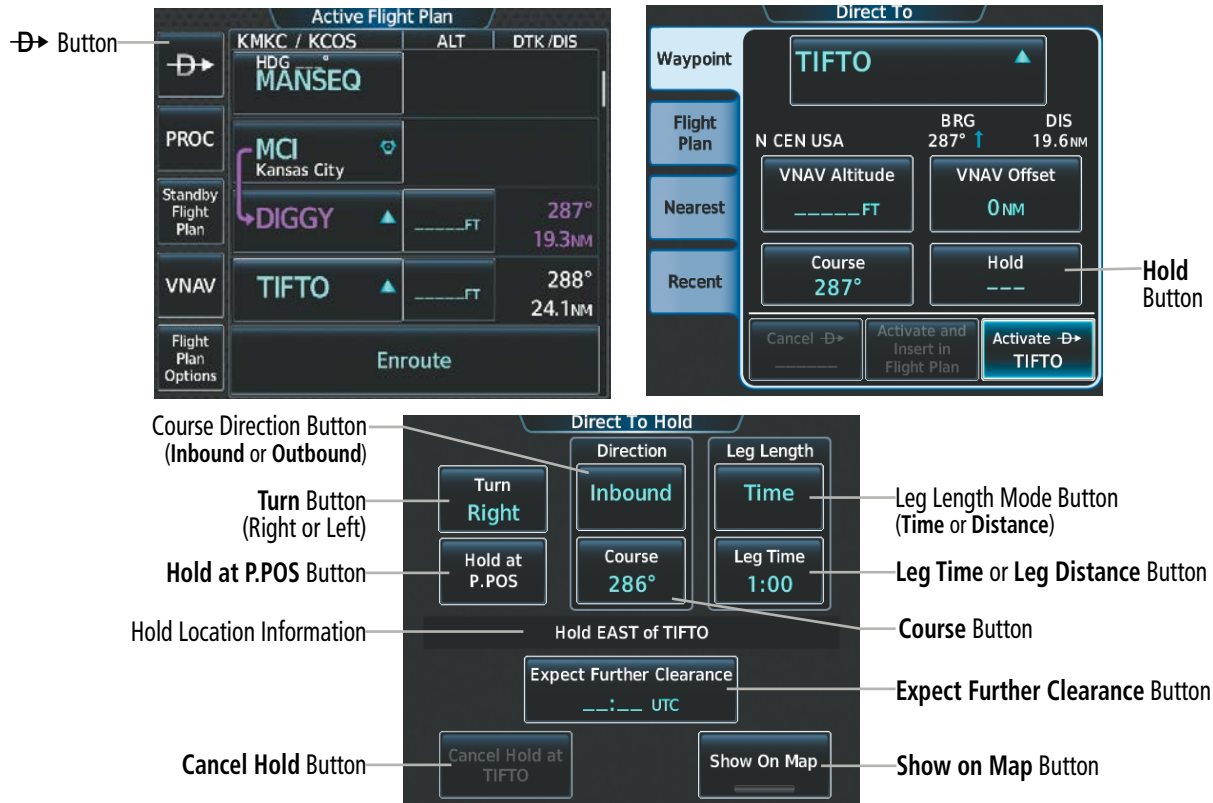 Active Flight Plan
Direct To
D Button
KMKC / KCOS
ALT
DTK /DIS
HDG ___°
MANSEQ
D
PROC
MCI
Kansas City
Standby
Flight
Plan
DIGGY
_____FT
287°
19.3NM
VNAV
TIFTO
_____FT
288°
24.1NM
Flight
Plan
Options
Enroute
Waypoint
TIFTO
Flight
Plan
N CEN USA
BRG
287° ↑
DIS
19.6NM
VNAV Altitude
_____FT
VNAV Offset
0NM
Nearest
Recent
Course
287°
Hold
___
Hold
Button
Cancel D
______
Activate and
Insert in
Flight Plan
Activate D
TIFTO
Direct To Hold
Course Direction Button
(Inbound or Outbound)
Direction
Leg Length
Turn
Right
Inbound
Time
Turn Button
(Right or Left)
Leg Length Mode Button
(Time or Distance)
Hold at P.POS Button
Hold at
P.POS
Course
286°
Leg Time
1:00
Leg Time or Leg Distance Button
Hold Location Information
Hold EAST of TIFTO
Course Button
Expect Further Clearance
__:__ UTC
Expect Further Clearance Button
Cancel Hold Button
Cancel Hold at
TIFTO
Show On Map
Show on Map Button